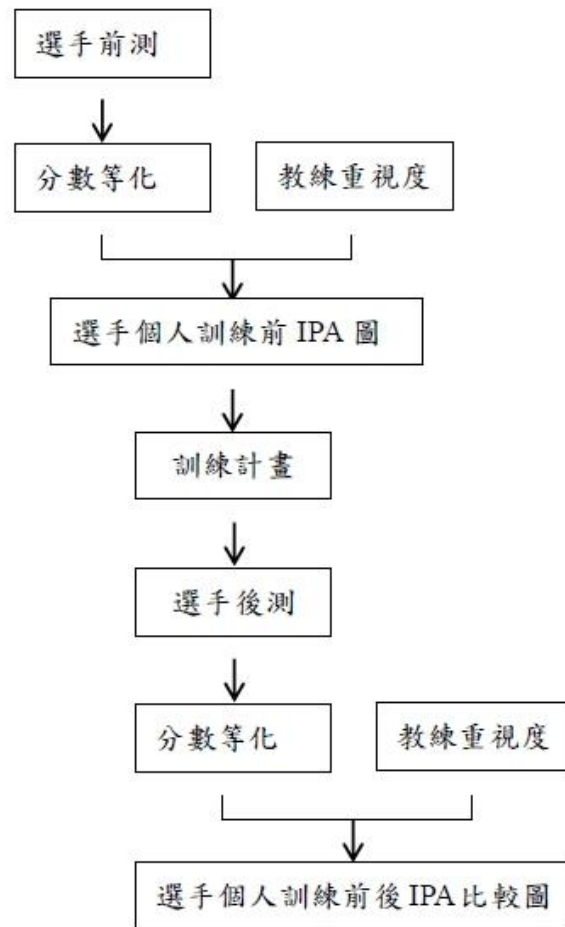 選手前測
分數等化
教練重視度
選手個人訓練前 IPA 圖
訓練計畫
選手後測
分數等化
教練重視度
選手個人訓練前後 IPA 比較圖